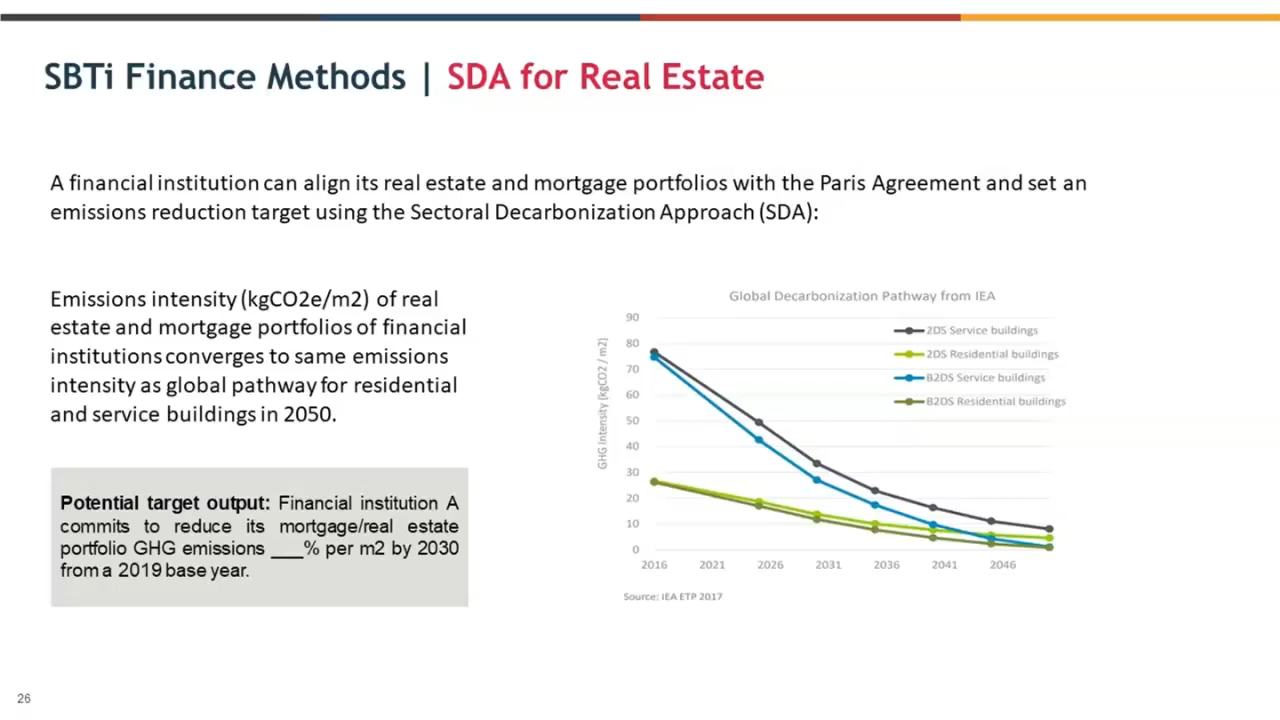 SBTi Finance Methods | SDA for Real Estate
A financial institution can align its real estate and mortgage portfolios with the Paris Agreement and set an
emissions reduction target using the Sectoral Decarbonization Approach (SDA):
Emissions intensity (kgCO2e/m2) of real
estate and mortgage portfolios of financial
institutions converges to same emissions
intensity as global pathway for residential
and service buildings in 2050.
Potential target output: Financial institution A
commits to reduce its mortgage/real estate
portfolio GHG emissions ___% per m2 by 2030
from a 2019 base year.
Global Decarbonization Pathway from IEA
GHG Intensity (kgCO2 / m2)
90
80
70
60
50
40
30
20
10
0
2DS Service buildings
2DS Residential buildings
B2DS Service buildings
B2DS Residential buildings
2016 2021 2026 2031 2036 2041 2046
Source: IEA ETP 2017
26